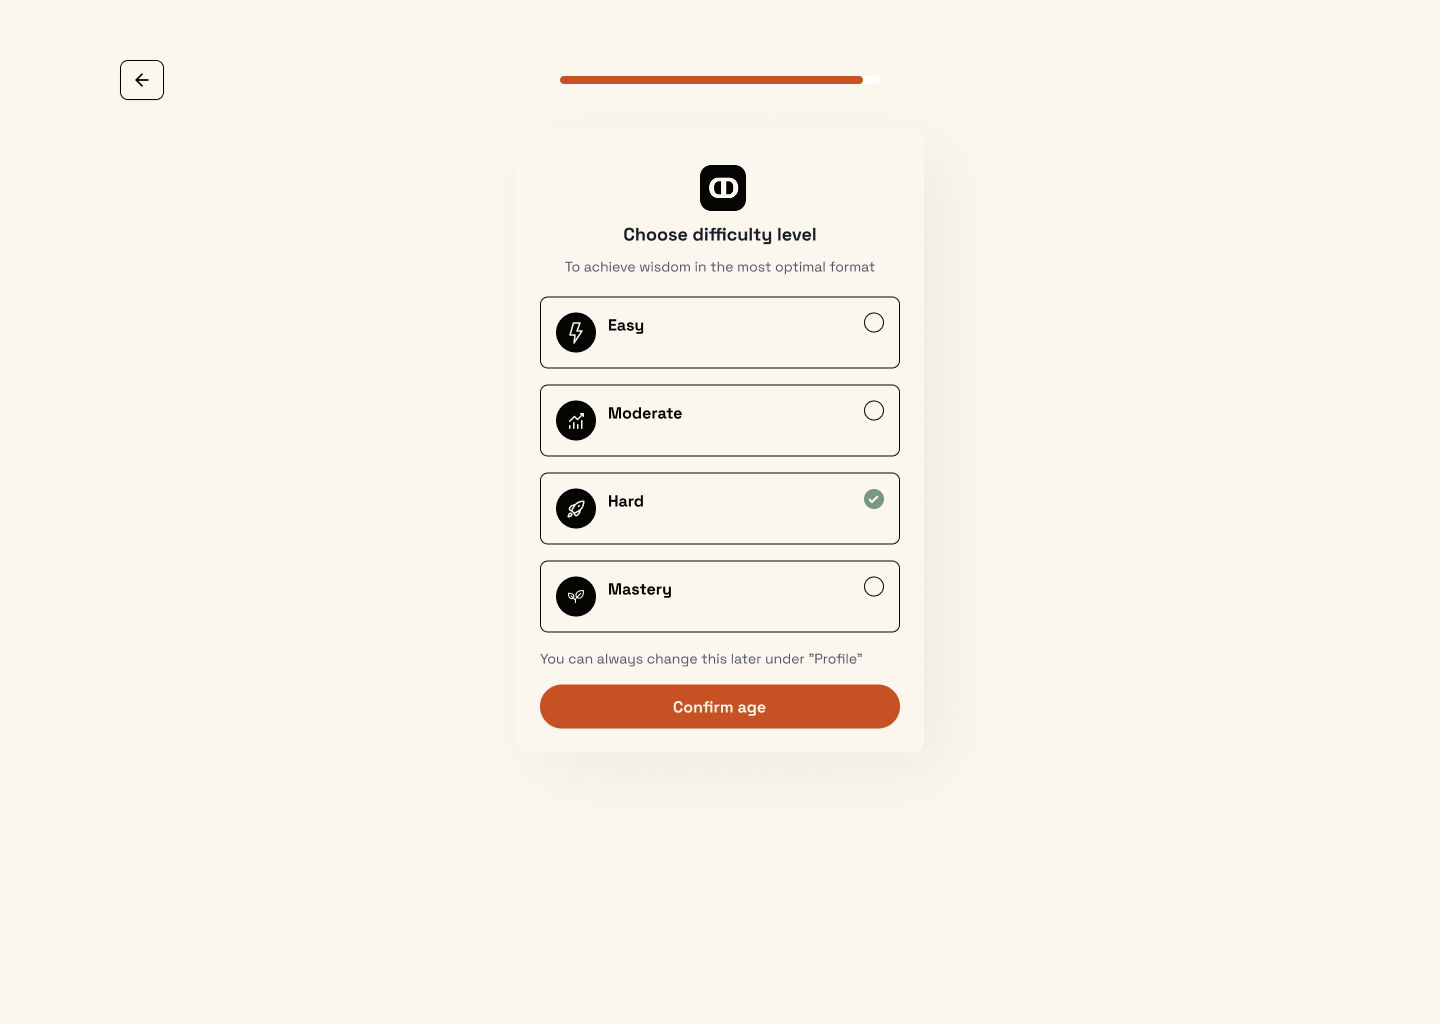 Choose difficulty level
To achieve wisdom in the most optimal format
Easy
Moderate
Hard
Mastery
You can always change this later under ”Profile”
Confirm age